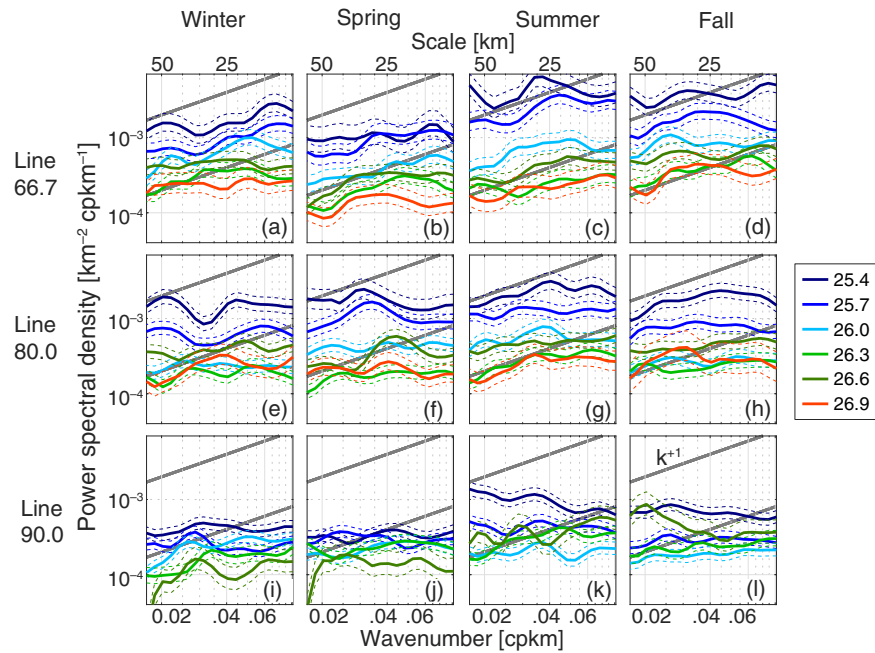 Winter Spring Summer Fall
Scale [km]
50 25 50 25 50 25 50 25
Line 66.7
10⁻³
10⁻⁴
(a) (b) (c) (d)
Power spectral density [km⁻² cpkm⁻¹]
Line 80.0
10⁻³
10⁻⁴
(e) (f) (g) (h)
25.4
25.7
26.0
26.3
26.6
26.9
Line 90.0
k⁺¹
10⁻³
10⁻⁴
(i) (j) (k) (l)
0.02 .04 .06 0.02 .04 .06 0.02 .04 .06 0.02 .04 .06
Wavenumber [cpkm]